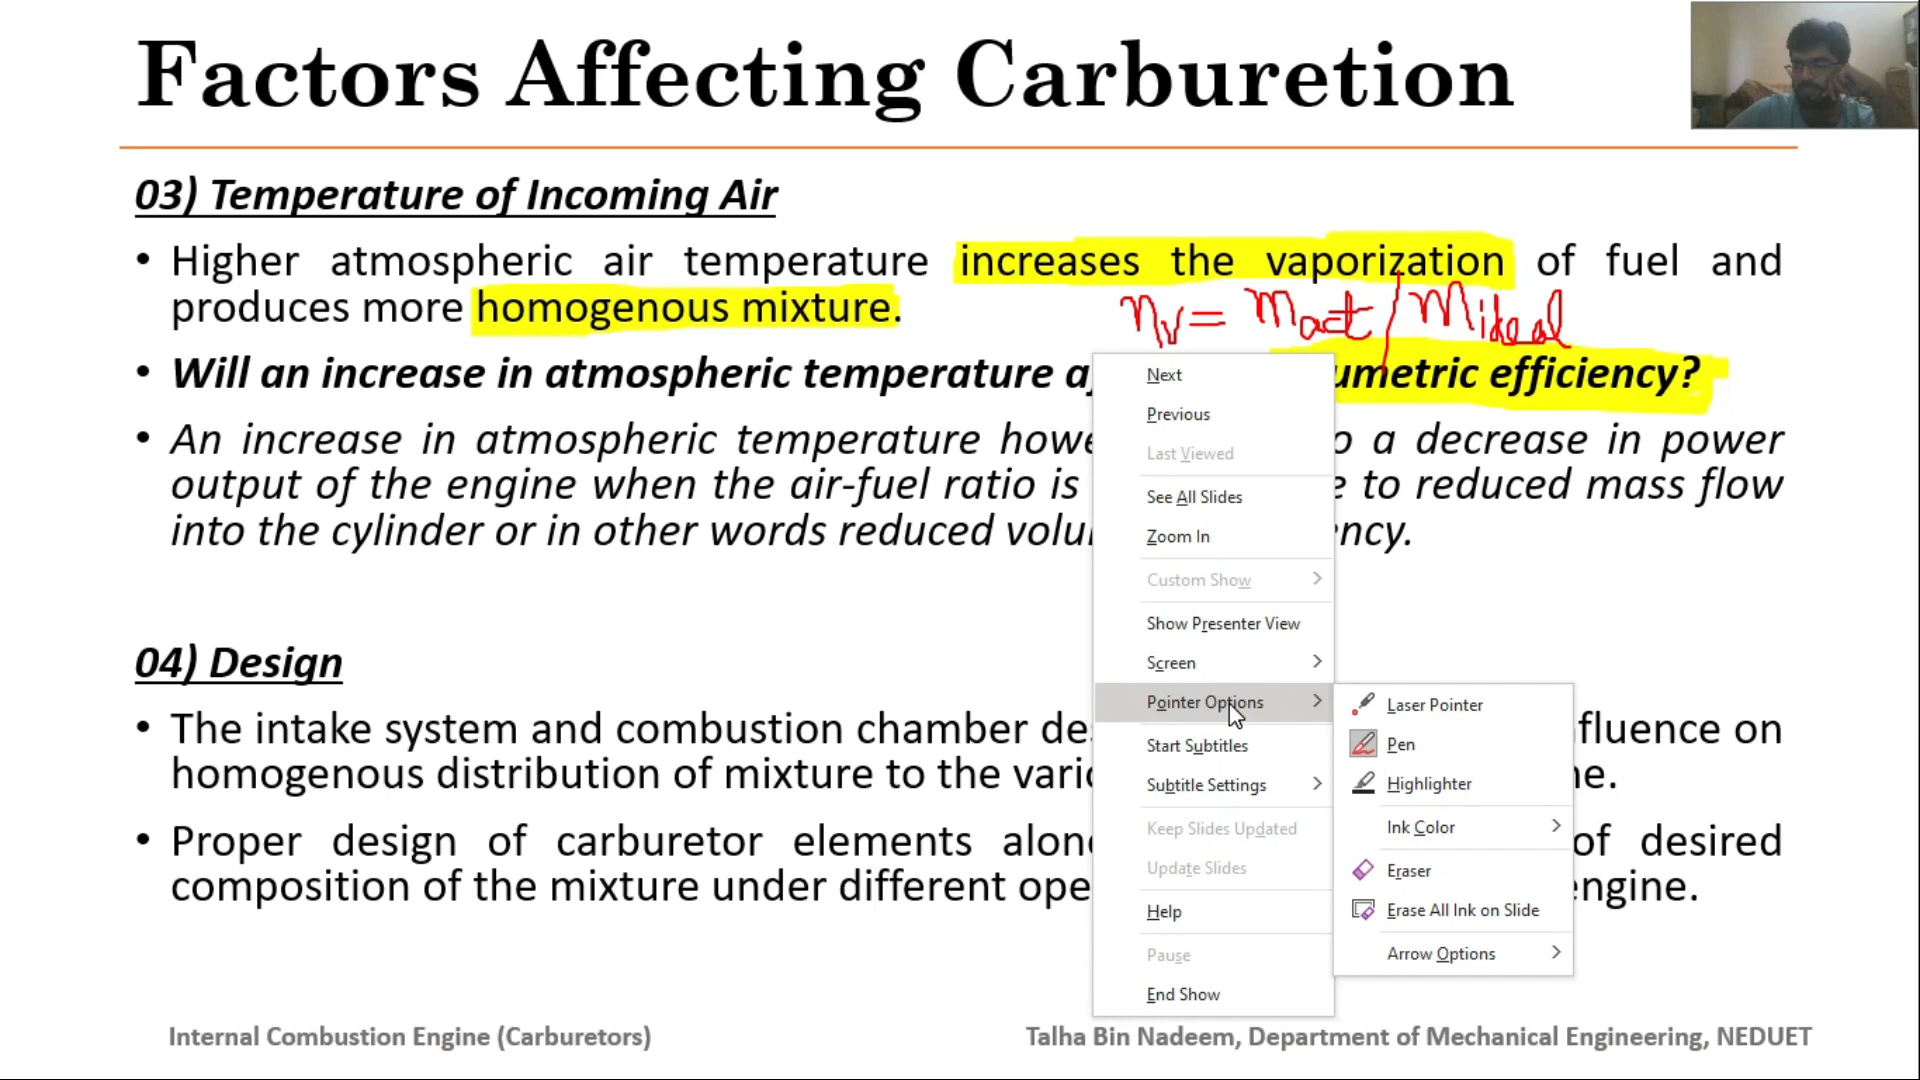 Factors Affecting Carburetion
03) Temperature of Incoming Air
• Higher atmospheric air temperature increases the vaporization of fuel and
produces more homogenous mixture.
ηv = mact / mideal
• Will an increase in atmospheric temperature a umetric efficiency?
• An increase in atmospheric temperature howe o a decrease in power
output of the engine when the air-fuel ratio is e to reduced mass flow
into the cylinder or in other words reduced volu ncy.
04) Design
• The intake system and combustion chamber de fluence on
homogenous distribution of mixture to the vario ne.
• Proper design of carburetor elements alon of desired
composition of the mixture under different ope engine.
Next
Previous
Last Viewed
See All Slides
Zoom In
Custom Show
Show Presenter View
Screen
Pointer Options
Start Subtitles
Subtitle Settings
Keep Slides Updated
Update Slides
Help
Pause
End Show
Laser Pointer
Pen
Highlighter
Ink Color
Eraser
Erase All Ink on Slide
Arrow Options
Internal Combustion Engine (Carburetors)
Talha Bin Nadeem, Department of Mechanical Engineering, NEDUET